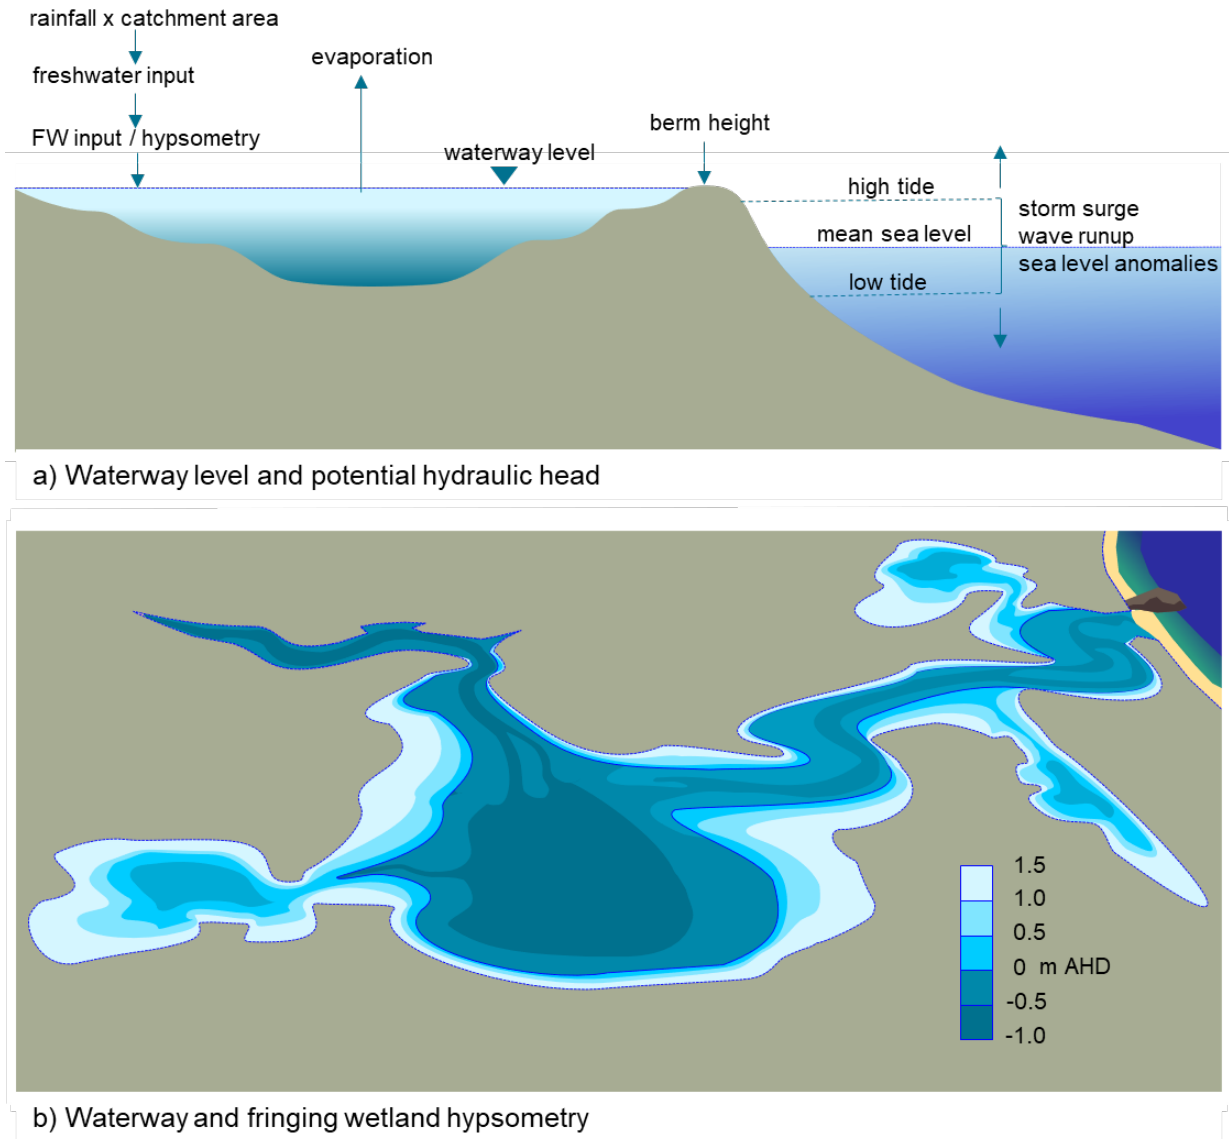 rainfall x catchment area
freshwater input
FW input / hypsometry
evaporation
waterway level
berm height
high tide
mean sea level
low tide
storm surge
wave runup
sea level anomalies
a) Waterway level and potential hydraulic head
1.5
1.0
0.5
0 m AHD
-0.5
-1.0
b) Waterway and fringing wetland hypsometry